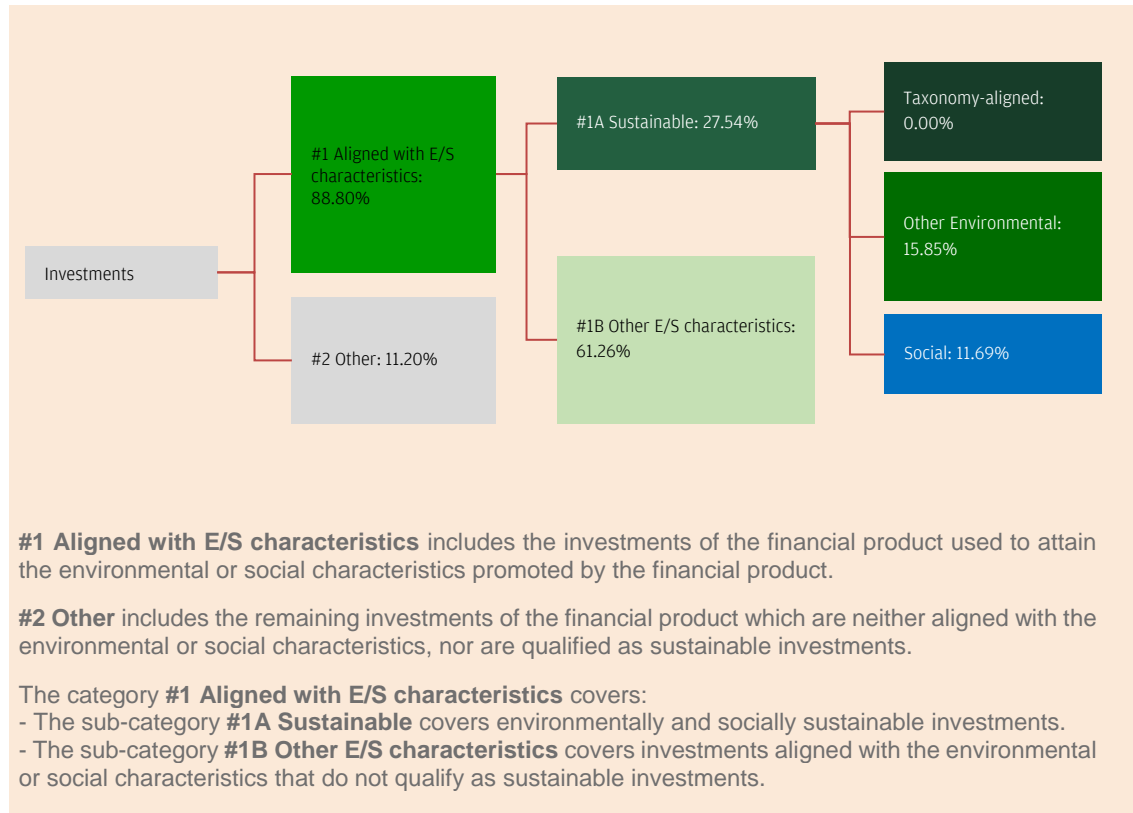 Investments
#1 Aligned with E/S
characteristics:
88.80%
#2 Other: 11.20%
#1A Sustainable: 27.54%
#1B Other E/S characteristics:
61.26%
Taxonomy-aligned:
0.00%
Other Environmental:
15.85%
Social: 11.69%
#1 Aligned with E/S characteristics includes the investments of the financial product used to attain
the environmental or social characteristics promoted by the financial product.
#2 Other includes the remaining investments of the financial product which are neither aligned with the
environmental or social characteristics, nor are qualified as sustainable investments.
The category #1 Aligned with E/S characteristics covers:
- The sub-category #1A Sustainable covers environmentally and socially sustainable investments.
- The sub-category #1B Other E/S characteristics covers investments aligned with the environmental
or social characteristics that do not qualify as sustainable investments.